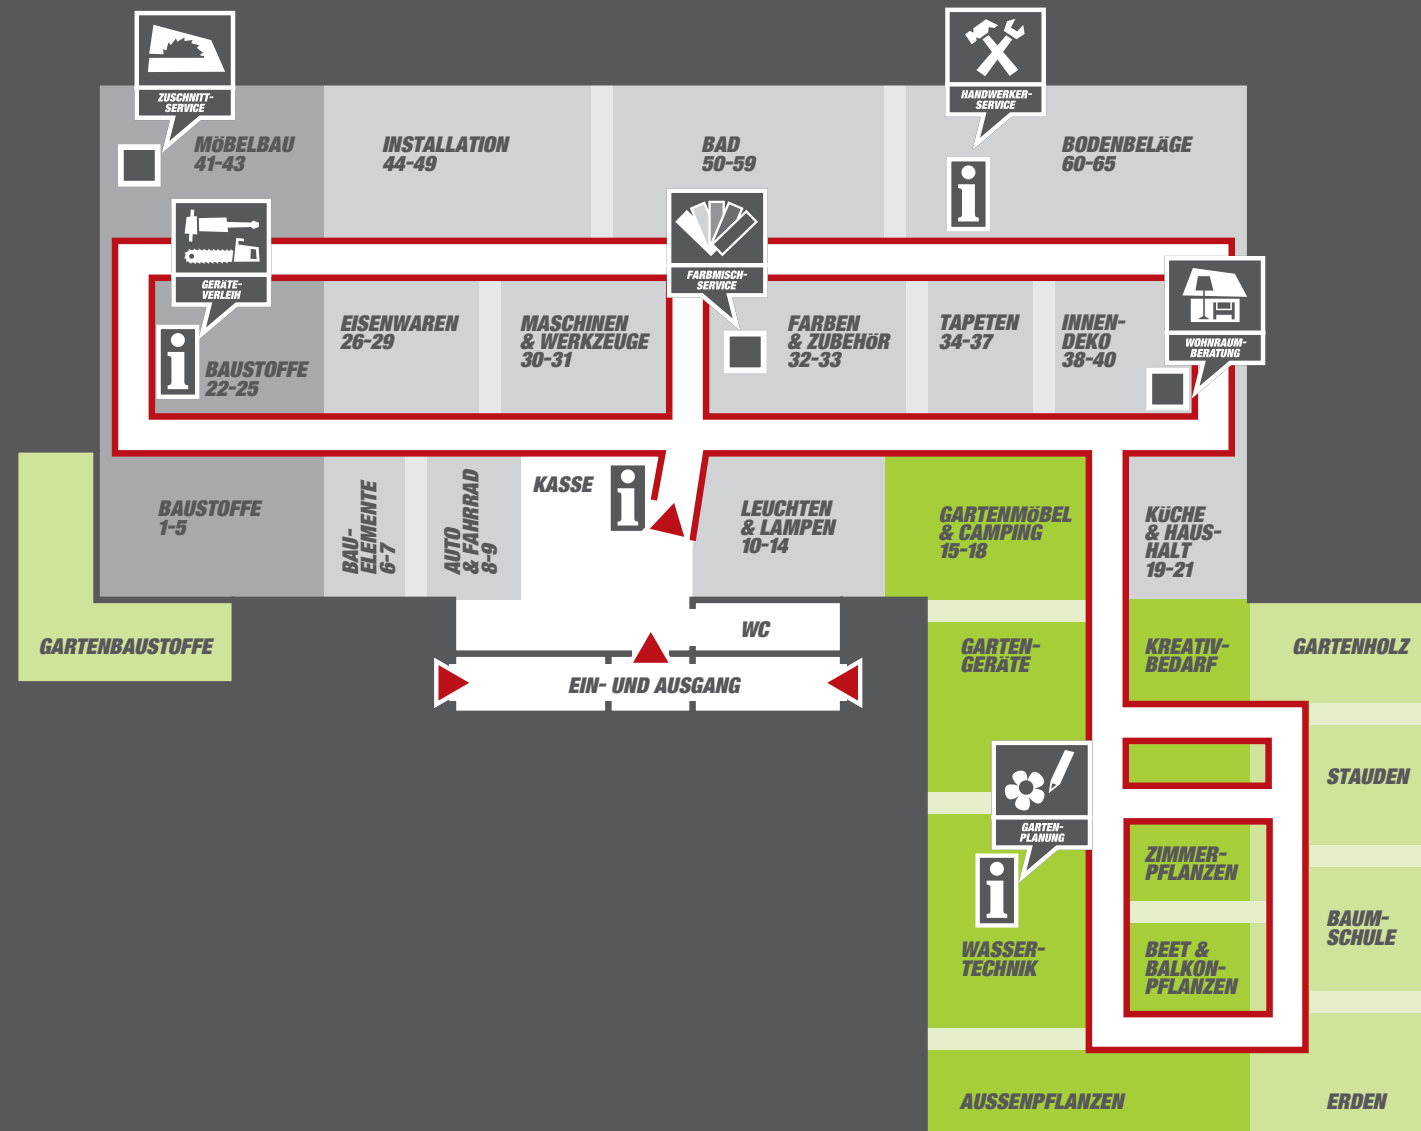 ZUSCHNITT-
SERVICE
HANDWERKER-
SERVICE
MÖBELBAU
41-43
INSTALLATION
44-49
BAD
50-59
BODENBELÄGE
60-65
i
GERÄTE-
VERLEIH
FARBMISCH-
SERVICE
WOHNRAUM-
BERATUNG
i
BAUSTOFFE
22-25
EISENWAREN
26-29
MASCHINEN
& WERKZEUGE
30-31
FARBEN
& ZUBEHÖR
32-33
TAPETEN
34-37
INNEN-
DEKO
38-40
BAUSTOFFE
1-5
BAU-
ELEMENTE
6-7
AUTO
& FAHRRAD
8-9
KASSE
i
LEUCHTEN
& LAMPEN
10-14
GARTENMÖBEL
& CAMPING
15-18
KÜCHE
& HAUS-
HALT
19-21
GARTENBAUSTOFFE
WC
EIN- UND AUSGANG
GARTEN-
GERÄTE
KREATIV-
BEDARF
GARTENHOLZ
STAUDEN
GARTEN-
PLANUNG
i
ZIMMER-
PFLANZEN
BAUM-
SCHULE
WASSER-
TECHNIK
BEET &
BALKON-
PFLANZEN
AUSSENPFLANZEN
ERDEN